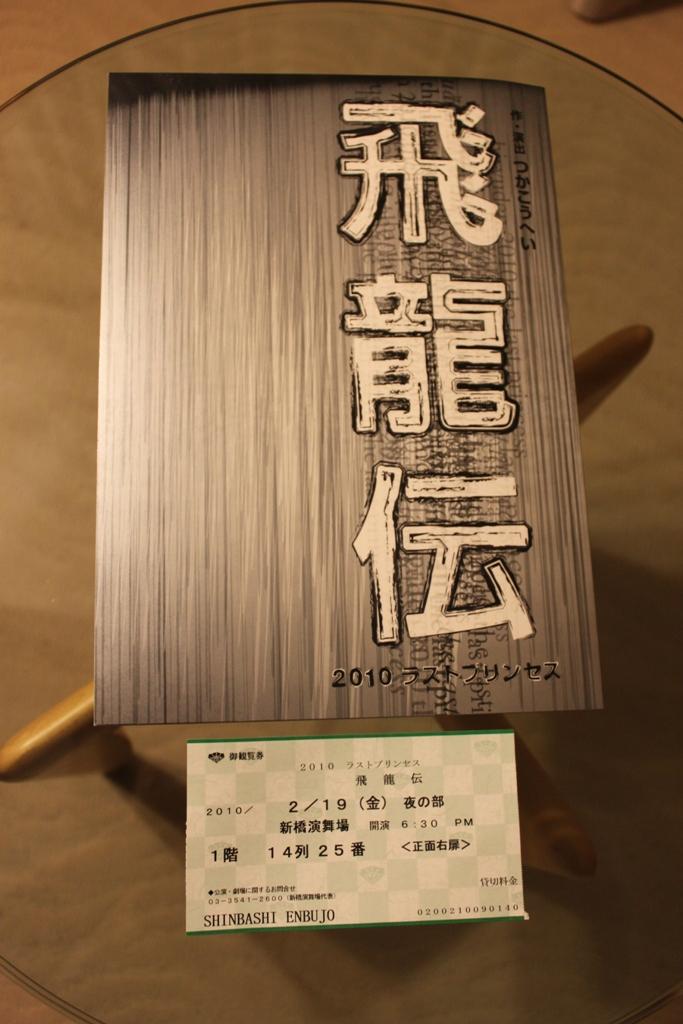 飛龍伝
作・演出 つかこうへい
2010 ラストプリンセス
御観覧券
2010 ラストプリンセス
飛龍伝
2010/ 2/19(金) 夜の部
新橋演舞場 開演 6:30 PM
1階 14列 25番 <正面右扉>
貸切料金
◆公演・劇場に関するお問合せ
03-3541-2600(新橋演舞場代表)
SHINBASHI ENBUJO 0200210090140